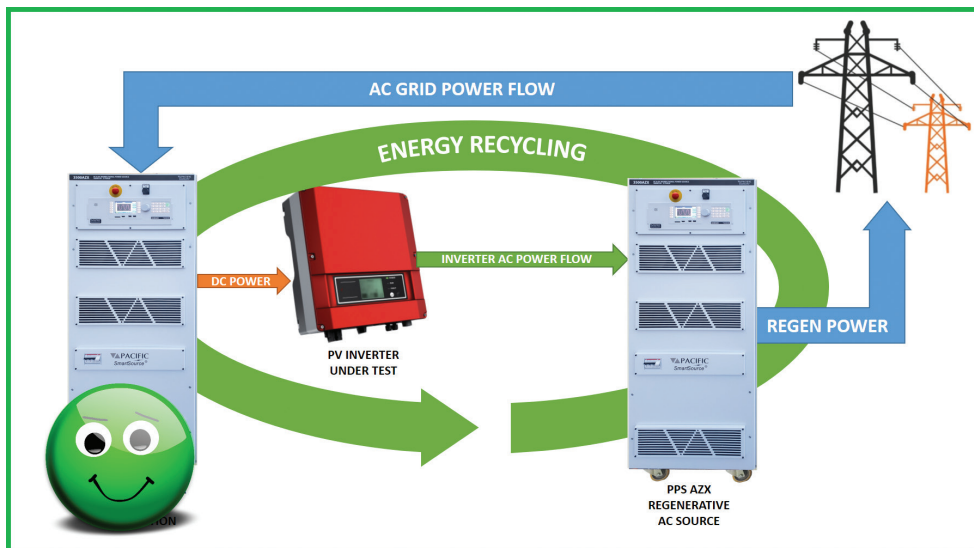 AC GRID POWER FLOW
ENERGY RECYCLING
3500AZX
DC POWER
INVERTER AC POWER FLOW
REGEN POWER
PACIFIC
SmartSource
PACIFIC
SmartSource
PV INVERTER
UNDER TEST
PPS AZX
REGENERATIVE
AC SOURCE